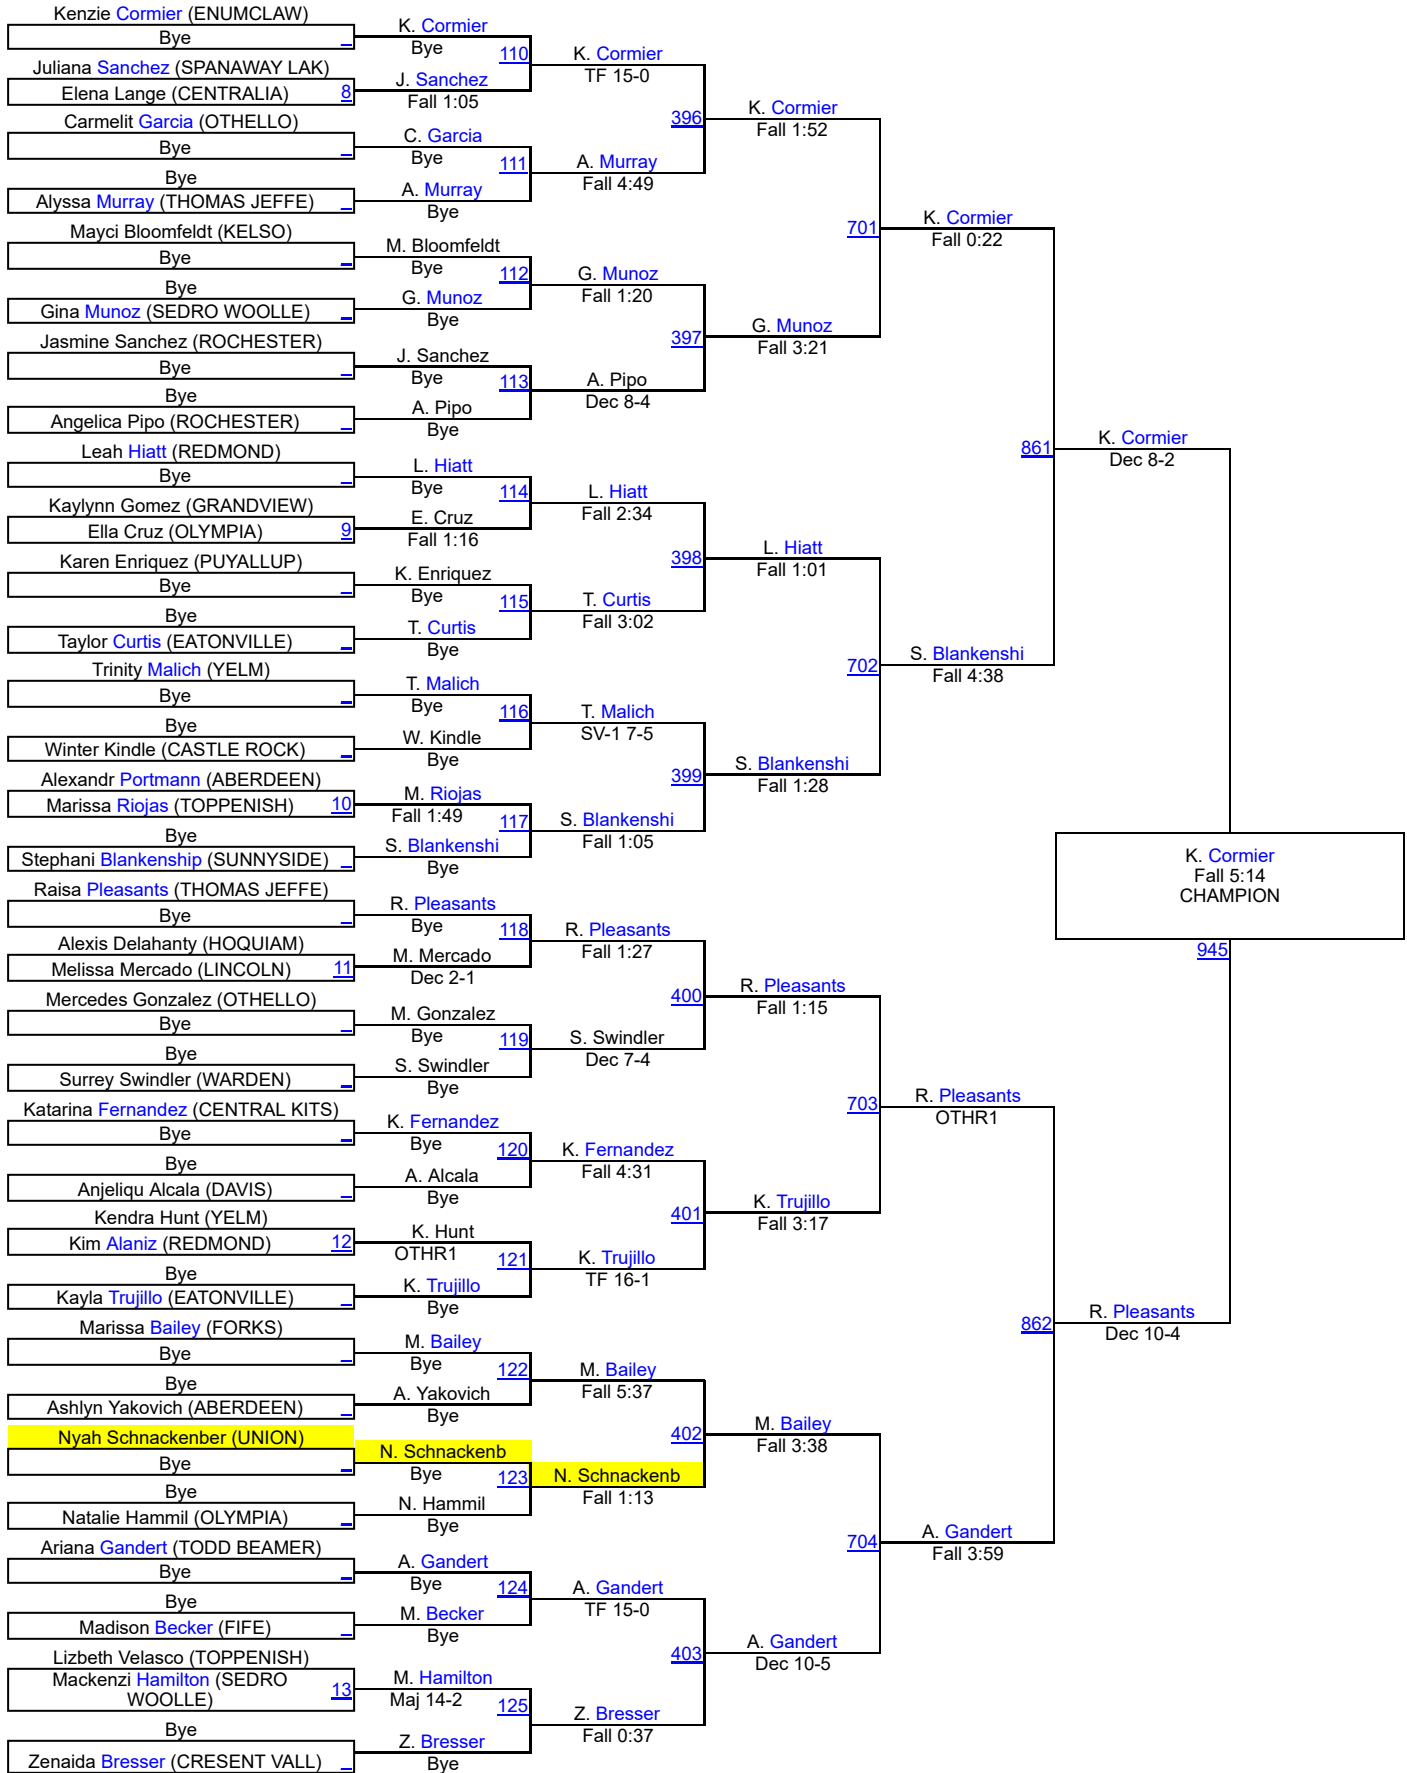 Kenzie Cormier (ENUMCLAW)
Bye
Juliana Sanchez (SPANAWAY LAK)
Elena Lange (CENTRALIA) 8
Carmelit Garcia (OTHELLO)
Bye
Bye
Alyssa Murray (THOMAS JEFFE)
Mayci Bloomfeldt (KELSO)
Bye
Bye
Gina Munoz (SEDRO WOOLLE)
Jasmine Sanchez (ROCHESTER)
Bye
Bye
Angelica Pipo (ROCHESTER)
Leah Hiatt (REDMOND)
Bye
Kaylynn Gomez (GRANDVIEW)
Ella Cruz (OLYMPIA) 9
Karen Enriquez (PUYALLUP)
Bye
Bye
Taylor Curtis (EATONVILLE)
Trinity Malich (YELM)
Bye
Bye
Winter Kindle (CASTLE ROCK)
Alexandr Portmann (ABERDEEN)
Marissa Riojas (TOPPENISH) 10
Bye
Stephani Blankenship (SUNNYSIDE)
Raisa Pleasants (THOMAS JEFFE)
Bye
Alexis Delahanty (HOQUIAM)
Melissa Mercado (LINCOLN) 11
Mercedes Gonzalez (OTHELLO)
Bye
Bye
Surrey Swindler (WARDEN)
Katarina Fernandez (CENTRAL KITS)
Bye
Bye
Anjeliqu Alcala (DAVIS)
Kendra Hunt (YELM)
Kim Alaniz (REDMOND) 12
Bye
Kayla Trujillo (EATONVILLE)
Marissa Bailey (FORKS)
Bye
Bye
Ashlyn Yakovich (ABERDEEN)
Nyah Schnackenber (UNION)
Bye
Bye
Natalie Hammil (OLYMPIA)
Ariana Gandert (TODD BEAMER)
Bye
Bye
Madison Becker (FIFE)
Lizbeth Velasco (TOPPENISH)
Mackenzi Hamilton (SEDRO
WOOLLE) 13
Bye
Zenaida Bresser (CRESENT VALL)
K. Cormier
Bye
110
J. Sanchez
Fall 1:05
C. Garcia
Bye
111
A. Murray
Bye
M. Bloomfeldt
Bye
112
G. Munoz
Bye
J. Sanchez
Bye
113
A. Pipo
Bye
L. Hiatt
Bye
114
E. Cruz
Fall 1:16
K. Enriquez
Bye
115
T. Curtis
Bye
T. Malich
Bye
116
W. Kindle
Bye
M. Riojas
Fall 1:49
117
S. Blankenshi
Bye
R. Pleasants
Bye
118
M. Mercado
Dec 2-1
M. Gonzalez
Bye
119
S. Swindler
Bye
K. Fernandez
Bye
120
A. Alcala
Bye
K. Hunt
OTHR1
121
K. Trujillo
Bye
M. Bailey
Bye
122
A. Yakovich
Bye
N. Schnackenb
Bye
123
N. Hammil
Bye
A. Gandert
Bye
124
M. Becker
Bye
M. Hamilton
Maj 14-2
125
Z. Bresser
Bye
K. Cormier
TF 15-0
396
A. Murray
Fall 4:49
G. Munoz
Fall 1:20
397
A. Pipo
Dec 8-4
L. Hiatt
Fall 2:34
398
T. Curtis
Fall 3:02
T. Malich
SV-1 7-5
399
S. Blankenshi
Fall 1:05
R. Pleasants
Fall 1:27
400
S. Swindler
Dec 7-4
K. Fernandez
Fall 4:31
401
K. Trujillo
TF 16-1
M. Bailey
Fall 5:37
402
N. Schnackenb
Fall 1:13
A. Gandert
TF 15-0
403
Z. Bresser
Fall 0:37
K. Cormier
Fall 1:52
701
G. Munoz
Fall 3:21
L. Hiatt
Fall 1:01
702
S. Blankenshi
Fall 1:28
R. Pleasants
Fall 1:15
703
K. Trujillo
Fall 3:17
M. Bailey
Fall 3:38
704
A. Gandert
Dec 10-5
K. Cormier
Fall 0:22
861
S. Blankenshi
Fall 4:38
R. Pleasants
OTHR1
862
A. Gandert
Fall 3:59
K. Cormier
Dec 8-2
R. Pleasants
Dec 10-4
K. Cormier
Fall 5:14
CHAMPION
945